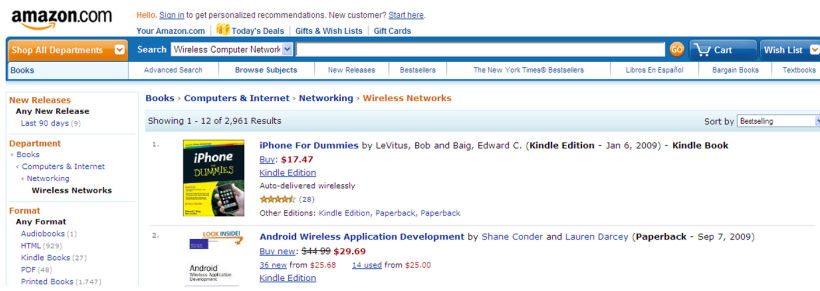 amazon.com
Hello. Sign in to get personalized recommendations. New customer? Start here.
Your Amazon.com | Today's Deals | Gifts & Wish Lists | Gift Cards
Shop All Departments Search Wireless Computer Network GO Cart Wish List
Books Advanced Search Browse Subjects New Releases Bestsellers The New York Times® Bestsellers Libros En Español Bargain Books Textbooks
New Releases
Any New Release
Last 90 days (9)
Department
‹ Books
‹ Computers & Internet
‹ Networking
Wireless Networks
Format
Any Format
Audiobooks (1)
HTML (929)
Kindle Books (27)
PDF (48)
Printed Books (1,747)
Books › Computers & Internet › Networking › Wireless Networks
Showing 1 - 12 of 2,961 Results Sort by Bestselling
1.
iPhone
FOR
DUMMIES
iPhone For Dummies by LeVitus, Bob and Baig, Edward C. (Kindle Edition - Jan 6, 2009) - Kindle Book
Buy: $17.47
Kindle Edition
Auto-delivered wirelessly
(28)
Other Editions: Kindle Edition, Paperback, Paperback
2.
LOOK INSIDE!
Android
Wireless Application
Development
Android Wireless Application Development by Shane Conder and Lauren Darcey (Paperback - Sep 7, 2009)
Buy new: $44.99 $29.69
36 new from $25.68 14 used from $25.00
Kindle Edition